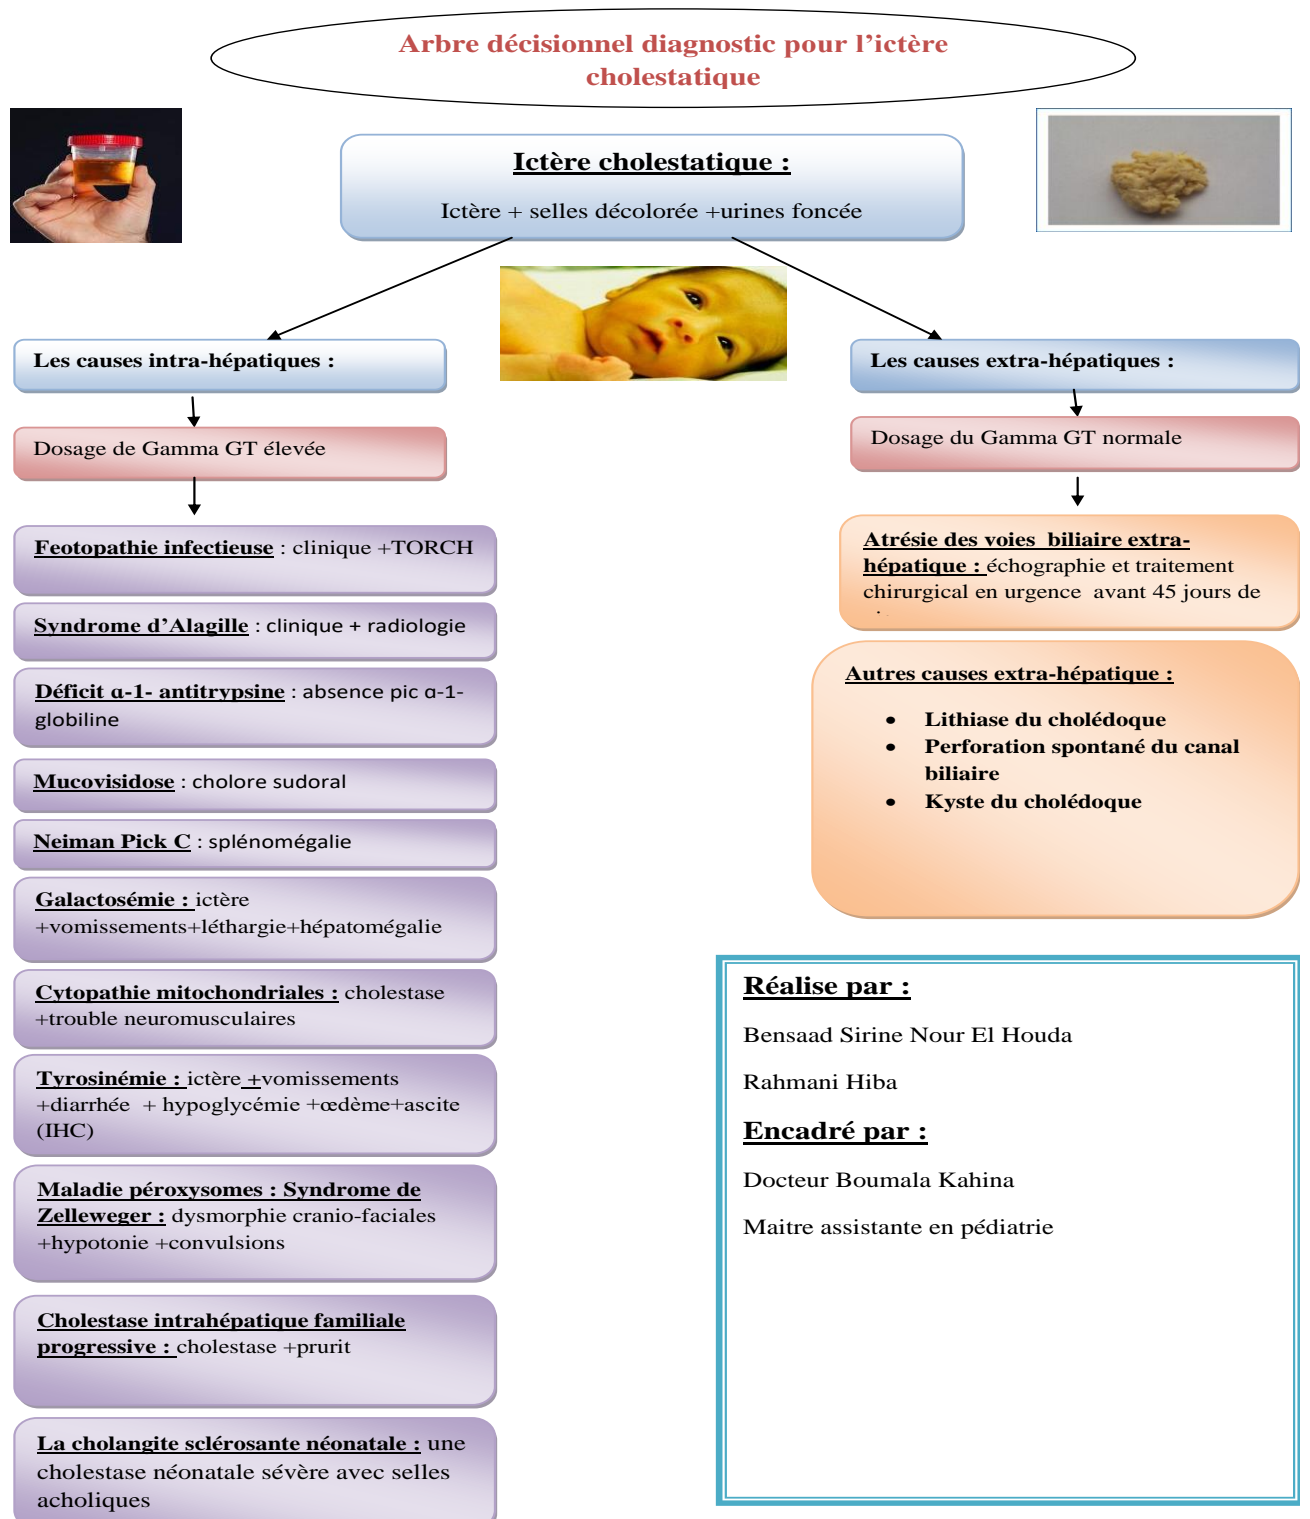 Arbre décisionnel diagnostic pour l'ictère
cholestatique
Ictère cholestatique :
Ictère + selles décolorée +urines foncée
Les causes intra-hépatiques :
Dosage de Gamma GT élevée
Feotopathie infectieuse : clinique +TORCH
Syndrome d'Alagille : clinique + radiologie
Déficit α-1- antitrypsine : absence pic α-1-
globiline
Mucovisidose : cholore sudoral
Neiman Pick C : splénomégalie
Galactosémie : ictère
+vomissements+léthargie+hépatomégalie
Cytopathie mitochondriales : cholestase
+trouble neuromusculaires
Tyrosinémie : ictère +vomissements
+diarrhée + hypoglycémie +œdème+ascite
(IHC)
Maladie péroxysomes : Syndrome de
Zelleweger : dysmorphie cranio-faciales
+hypotonie +convulsions
Cholestase intrahépatique familiale
progressive : cholestase +prurit
La cholangite sclérosante néonatale : une
cholestase néonatale sévère avec selles
acholiques
Les causes extra-hépatiques :
Dosage du Gamma GT normale
Atrésie des voies biliaire extra-
hépatique : échographie et traitement
chirurgical en urgence avant 45 jours de
Autres causes extra-hépatique :
• Lithiase du cholédoque
• Perforation spontané du canal
biliaire
• Kyste du cholédoque
Réalise par :
Bensaad Sirine Nour El Houda
Rahmani Hiba
Encadré par :
Docteur Boumala Kahina
Maitre assistante en pédiatrie